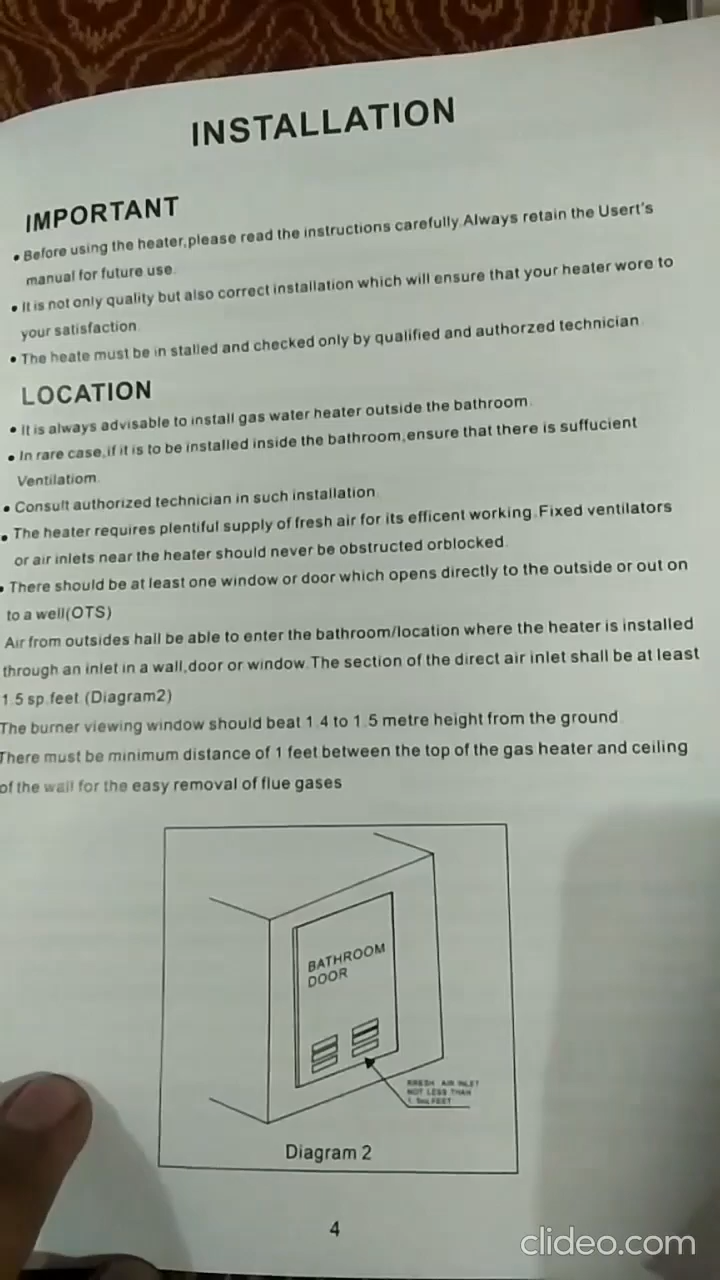 INSTALLATION
IMPORTANT
• Before using the heater,please read the instructions carefully.Always retain the Usert's
manual for future use.
• It is not only quality but also correct installation which will ensure that your heater wore to
your satisfaction.
• The heate must be in stalled and checked only by qualified and authorzed technician.
LOCATION
• It is always advisable to install gas water heater outside the bathroom.
• In rare case,if it is to be installed inside the bathroom,ensure that there is suffucient
Ventilatiom.
• Consult authorized technician in such installation.
• The heater requires plentiful supply of fresh air for its efficent working.Fixed ventilators
or air inlets near the heater should never be obstructed orblocked.
• There should be at least one window or door which opens directly to the outside or out on
to a well(OTS)
Air from outsides hall be able to enter the bathroom/location where the heater is installed
through an inlet in a wall,door or window.The section of the direct air inlet shall be at least
1.5 sp.feet.(Diagram2)
The burner viewing window should beat 1.4 to 1.5 metre height from the ground.
There must be minimum distance of 1 feet between the top of the gas heater and ceiling
of the wall for the easy removal of flue gases
BATHROOM
DOOR
FRESH AIR INLET
NOT LESS THAN
FEET
Diagram 2
4
clideo.com